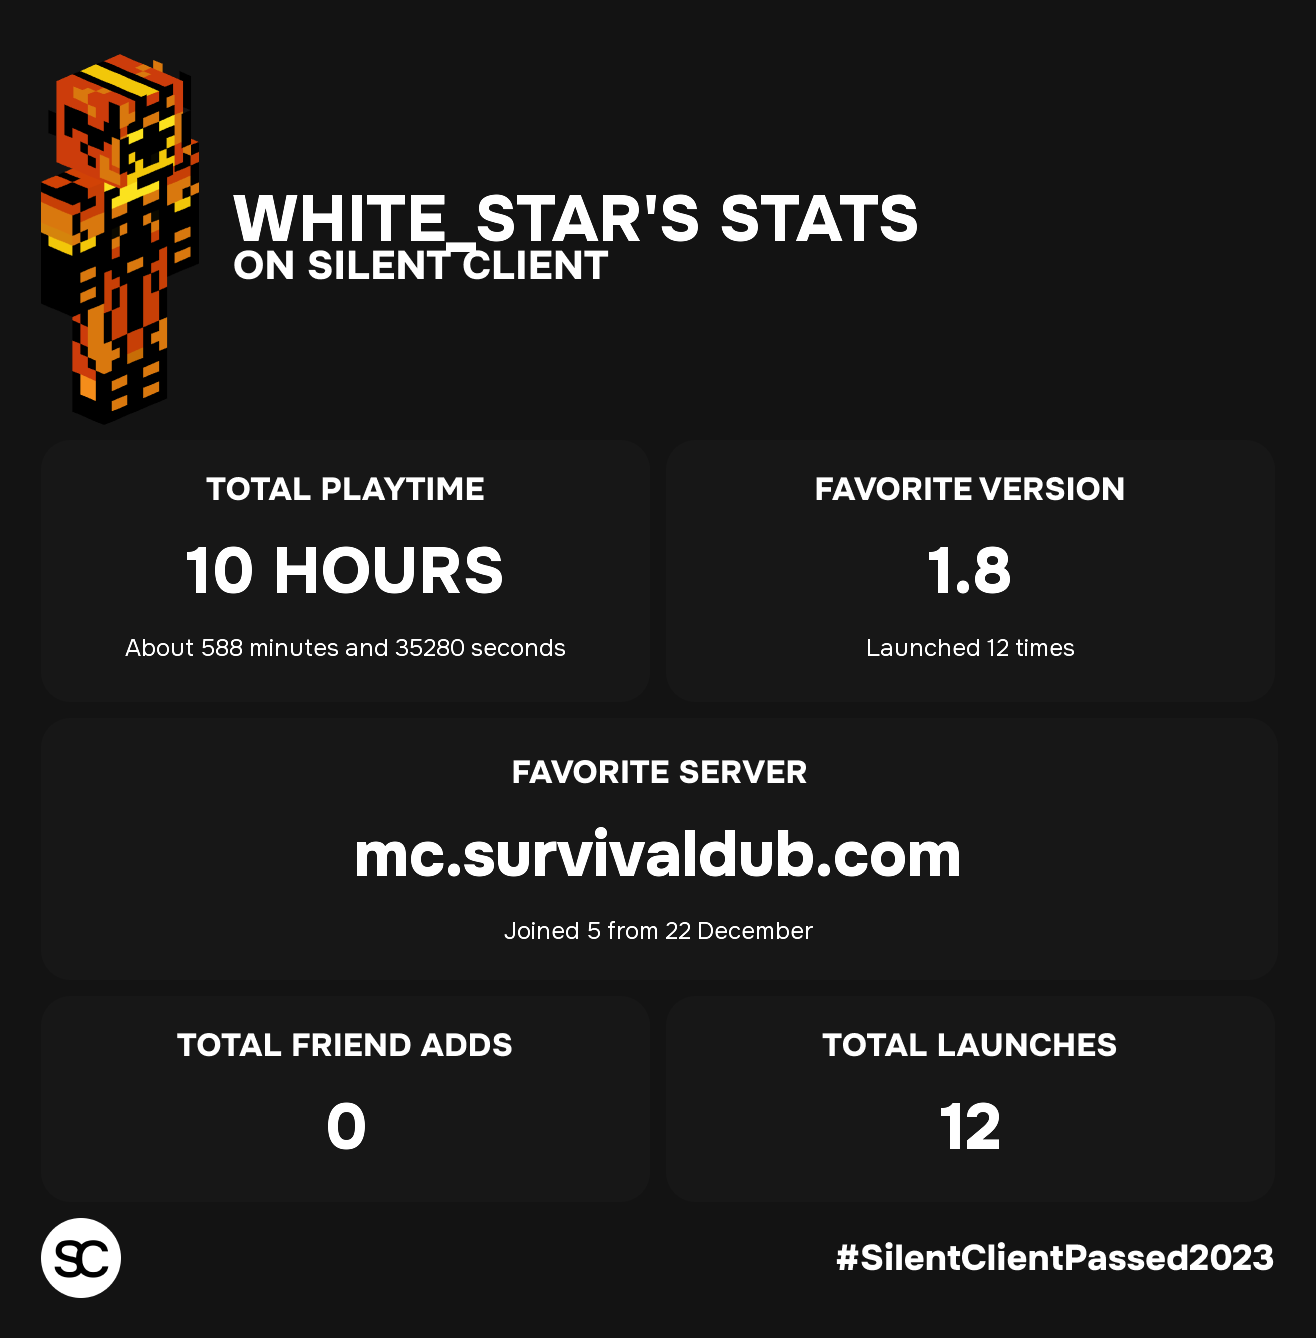 WHITE_STAR'S STATS
ON SILENT CLIENT
TOTAL PLAYTIME
10 HOURS
About 588 minutes and 35280 seconds
FAVORITE VERSION
1.8
Launched 12 times
FAVORITE SERVER
mc.survivaldub.com
Joined 5 from 22 December
TOTAL FRIEND ADDS
0
TOTAL LAUNCHES
12
SC
#SilentClientPassed2023